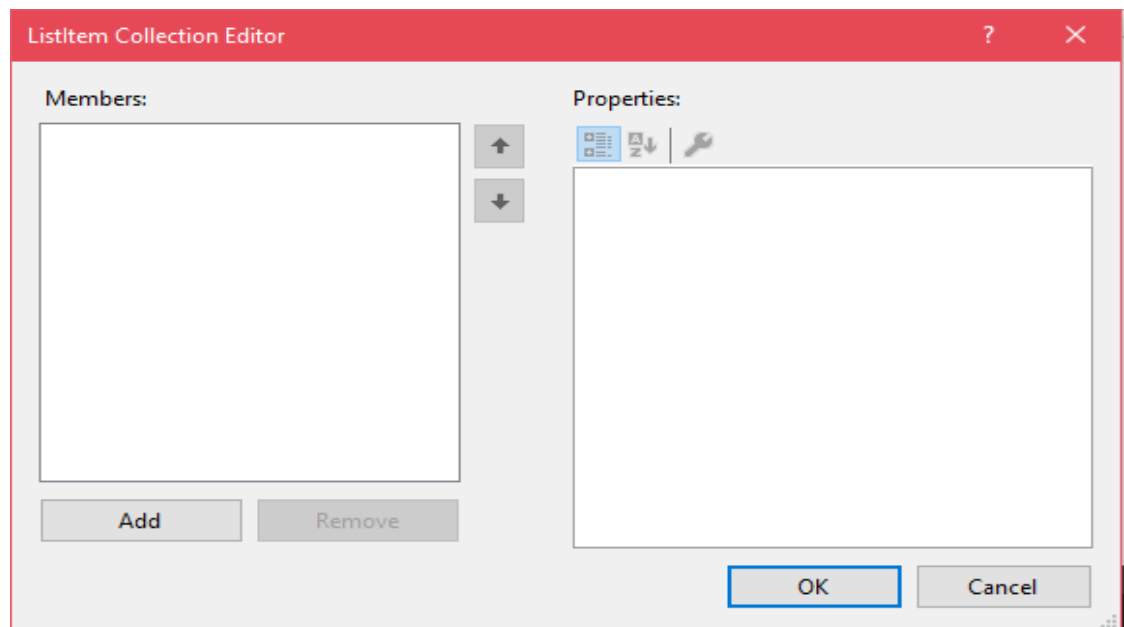 ListItem Collection Editor ?
Members:
Properties:
Add
Remove
OK
Cancel